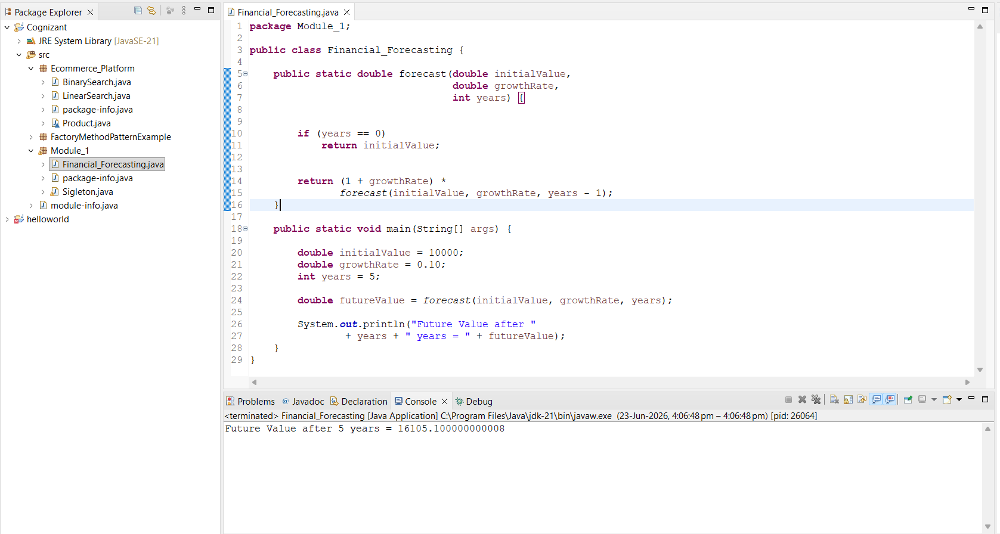 Package Explorer
Cognizant
JRE System Library [JavaSE-21]
src
Ecommerce_Platform
BinarySearch.java
LinearSearch.java
package-info.java
Product.java
FactoryMethodPatternExample
Module_1
Financial_Forecasting.java
package-info.java
Sigleton.java
module-info.java
helloworld
Financial_Forecasting.java
1 package Module_1;
2
3 public class Financial_Forecasting {
4
5     public static double forecast(double initialValue,
6                                   double growthRate,
7                                   int years) {
8
9
10         if (years == 0)
11             return initialValue;
12
13
14         return (1 + growthRate) *
15                forecast(initialValue, growthRate, years - 1);
16     }
17
18     public static void main(String[] args) {
19
20         double initialValue = 10000;
21         double growthRate = 0.10;
22         int years = 5;
23
24         double futureValue = forecast(initialValue, growthRate, years);
25
26         System.out.println("Future Value after "
27                 + years + " years = " + futureValue);
28     }
29 }
Problems @ Javadoc Declaration Console Debug
<terminated> Financial_Forecasting [Java Application] C:\Program Files\Java\jdk-21\bin\javaw.exe (23-Jun-2026, 4:06:48 pm – 4:06:48 pm) [pid: 26064]
Future Value after 5 years = 16105.100000000008